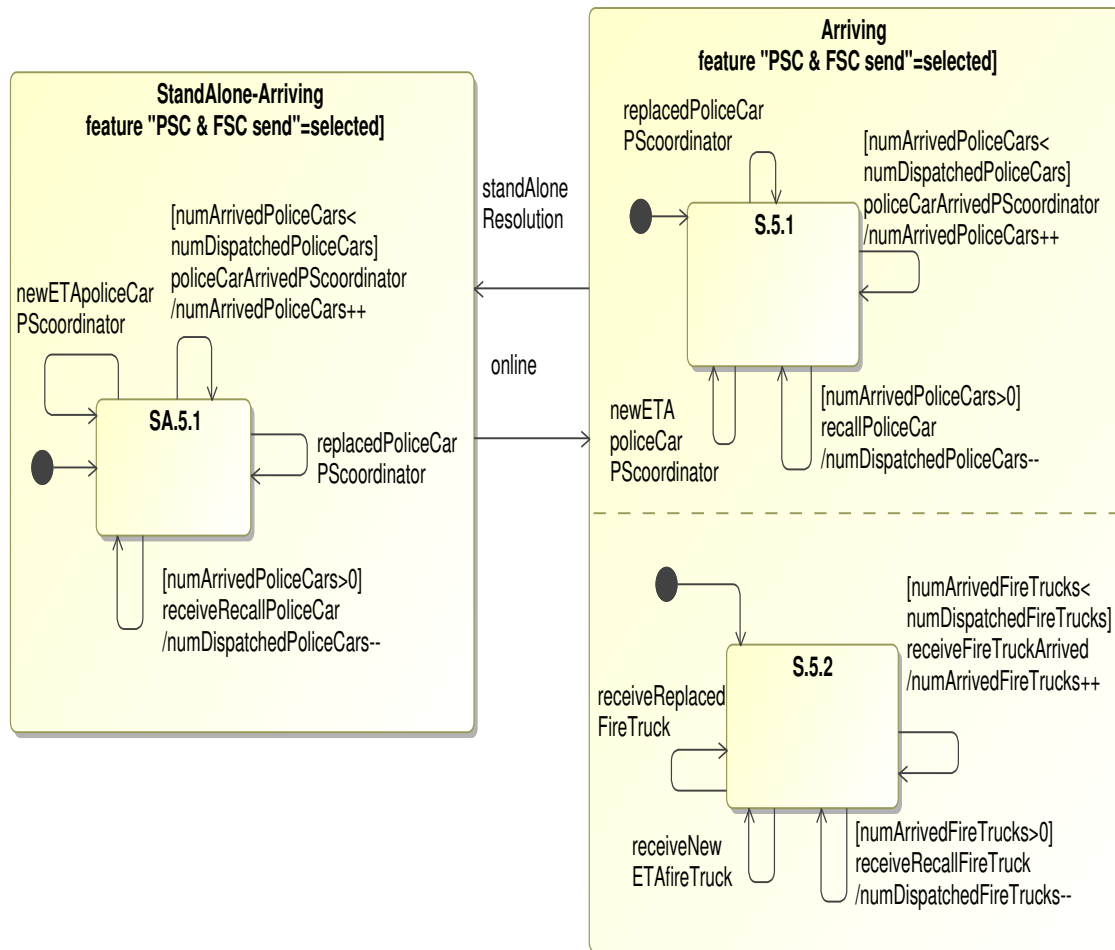 StandAlone-Arriving
feature "PSC & FSC send"=selected]
[numArrivedPoliceCars<
numDispatchedPoliceCars]
policeCarArrivedPScoordinator
/numArrivedPoliceCars++
newETApoliceCar
PScoordinator
SA.5.1
replacedPoliceCar
PScoordinator
[numArrivedPoliceCars>0]
receiveRecallPoliceCar
/numDispatchedPoliceCars--
standAlone
Resolution
online
Arriving
feature "PSC & FSC send"=selected]
replacedPoliceCar
PScoordinator
[numArrivedPoliceCars<
numDispatchedPoliceCars]
policeCarArrivedPScoordinator
/numArrivedPoliceCars++
S.5.1
newETA
policeCar
PScoordinator
[numArrivedPoliceCars>0]
recallPoliceCar
/numDispatchedPoliceCars--
[numArrivedFireTrucks<
numDispatchedFireTrucks]
receiveFireTruckArrived
/numArrivedFireTrucks++
S.5.2
receiveReplaced
FireTruck
receiveNew
ETAfireTruck
[numArrivedFireTrucks>0]
receiveRecallFireTruck
/numDispatchedFireTrucks--